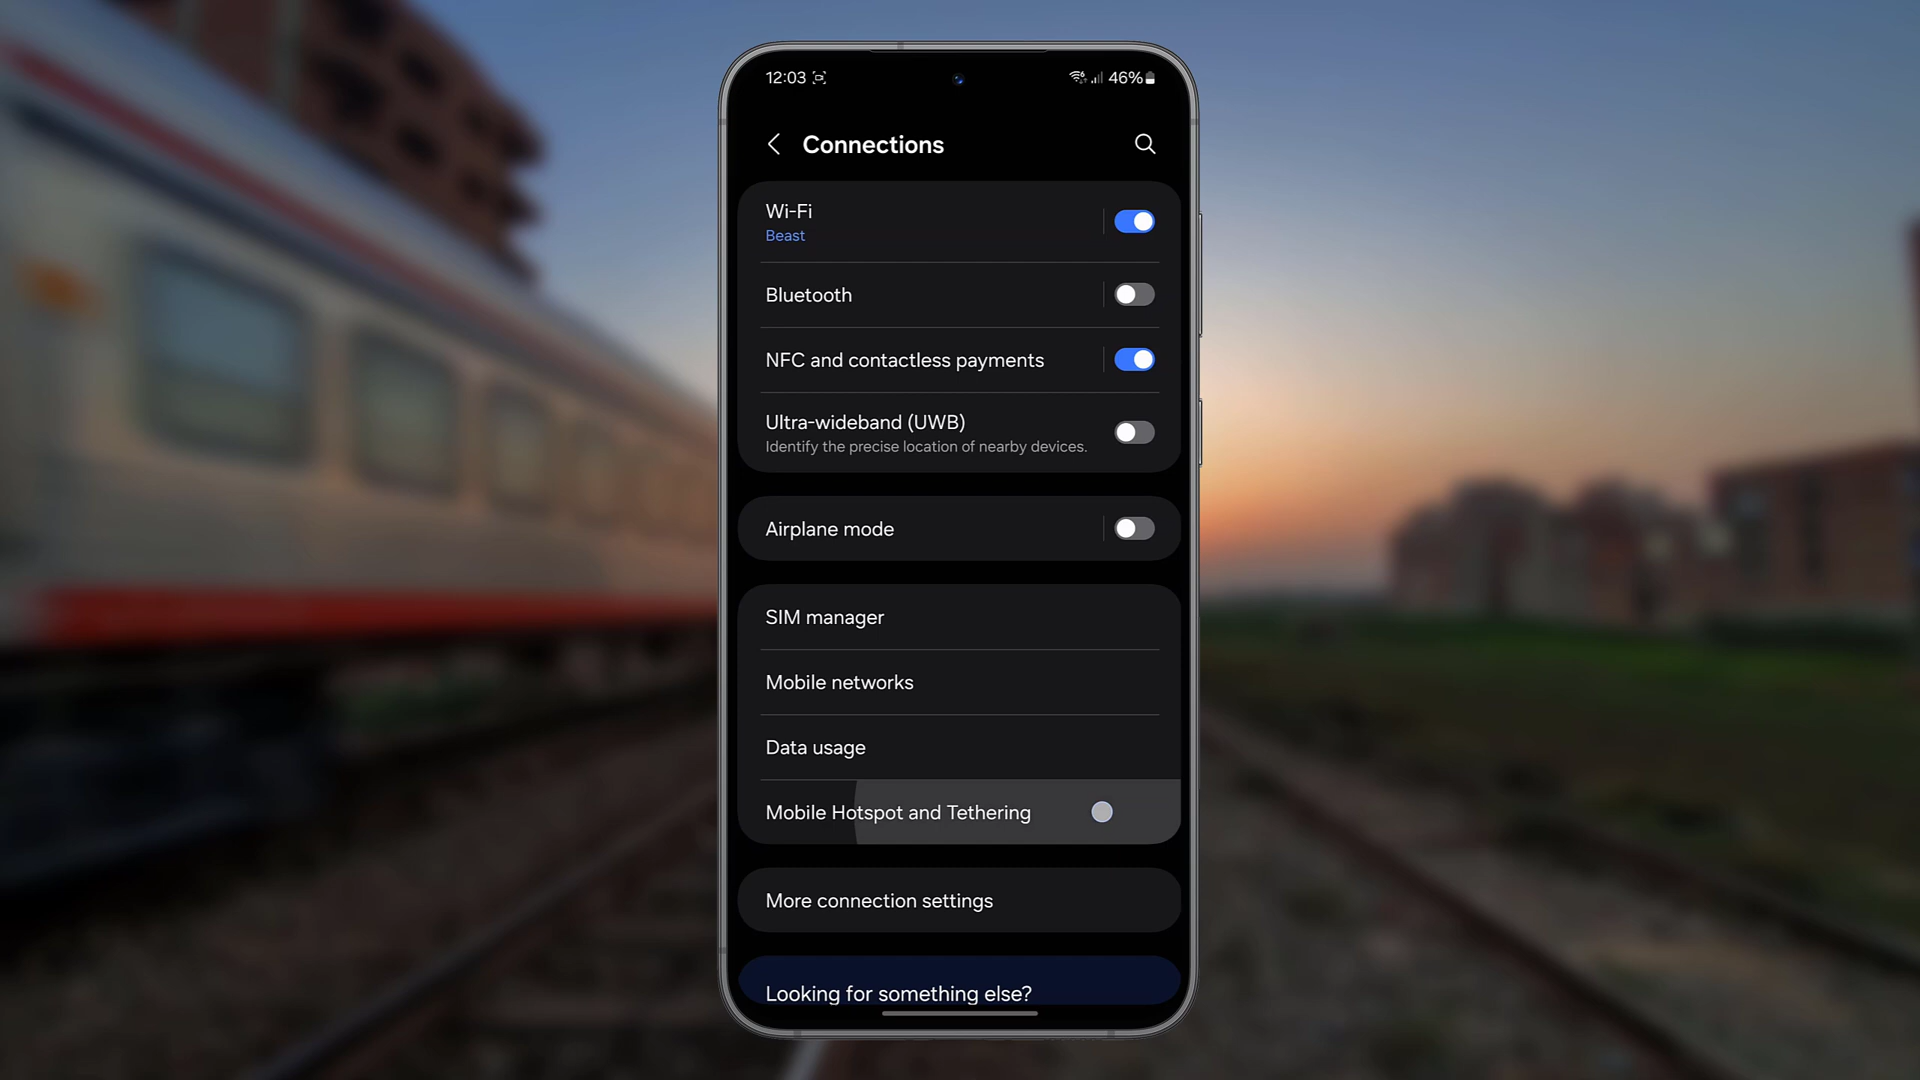 12:03
46%
Connections
Wi-Fi
Beast
Bluetooth
NFC and contactless payments
Ultra-wideband (UWB)
Identify the precise location of nearby devices.
Airplane mode
SIM manager
Mobile networks
Data usage
Mobile Hotspot and Tethering
More connection settings
Looking for something else?